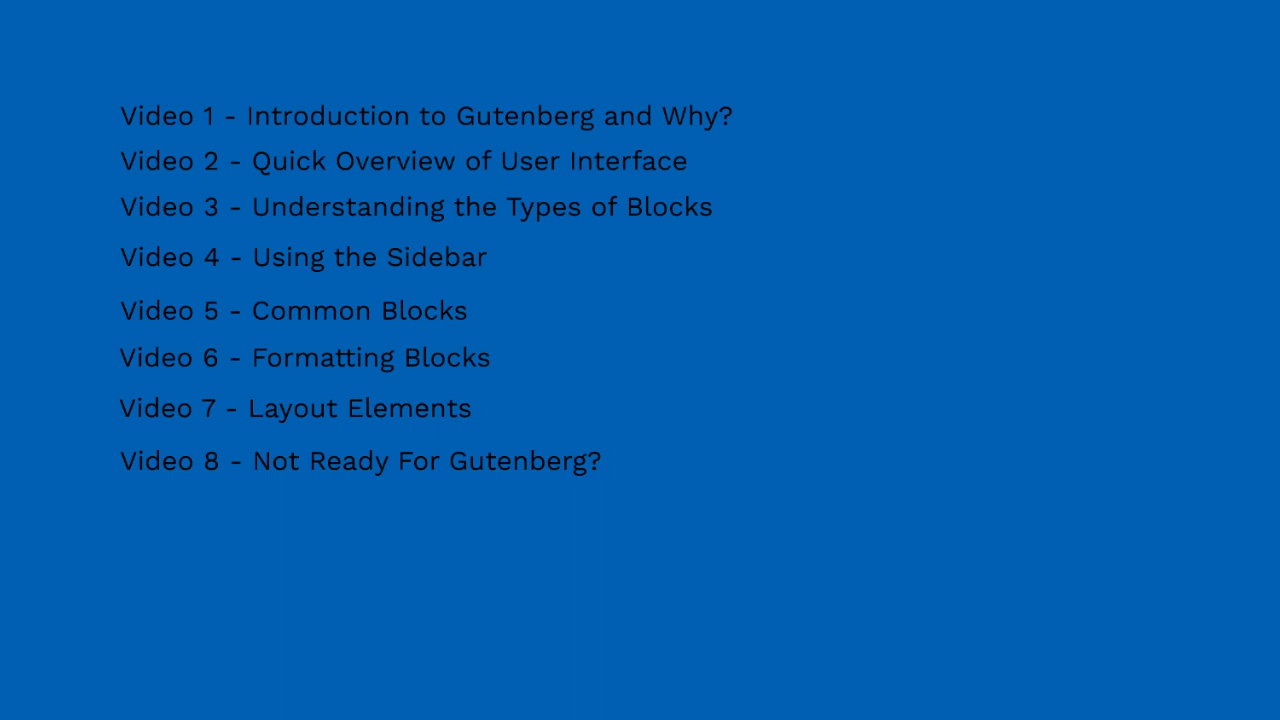 Video 1 - Introduction to Gutenberg and Why?
Video 2 - Quick Overview of User Interface
Video 3 - Understanding the Types of Blocks
Video 4 - Using the Sidebar
Video 5 - Common Blocks
Video 6 - Formatting Blocks
Video 7 - Layout Elements
Video 8 - Not Ready For Gutenberg?